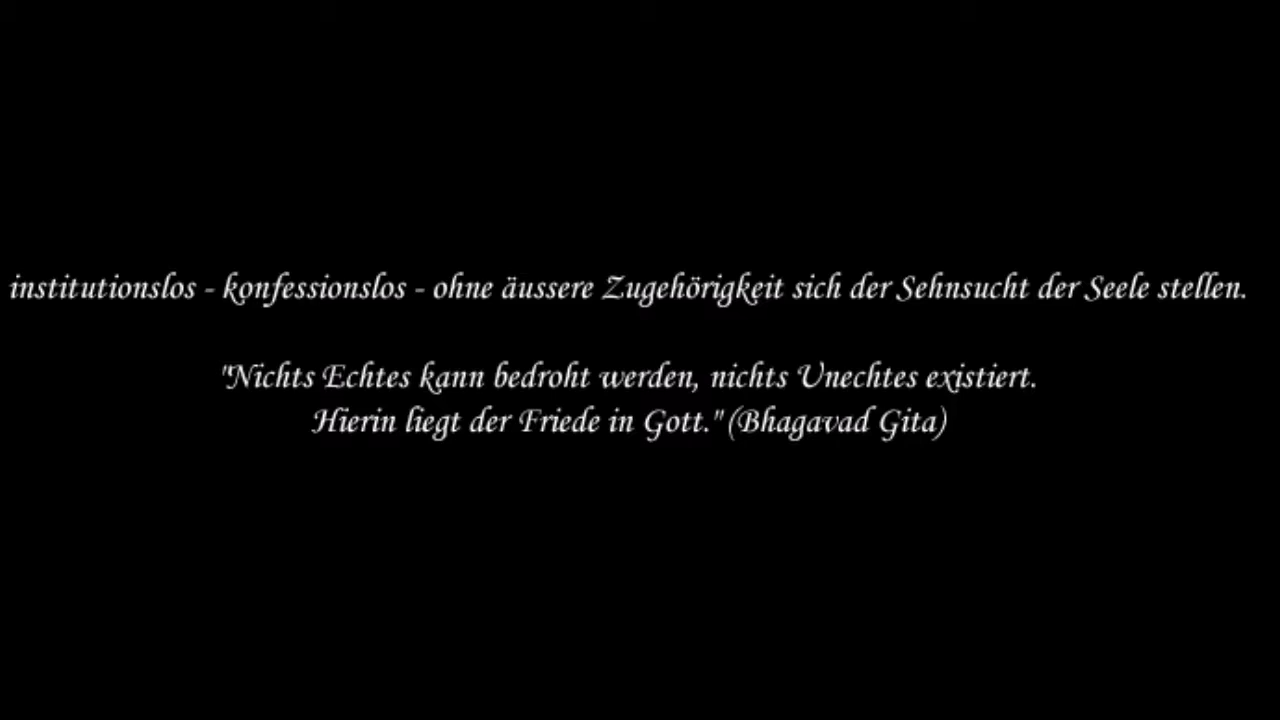 institutionslos - konfessionslos - ohne äussere Zugehörigkeit sich der Sehnsucht der Seele stellen.
"Nichts Echtes kann bedroht werden, nichts Unechtes existiert.
Hierin liegt der Friede in Gott." (Bhagavad Gita)